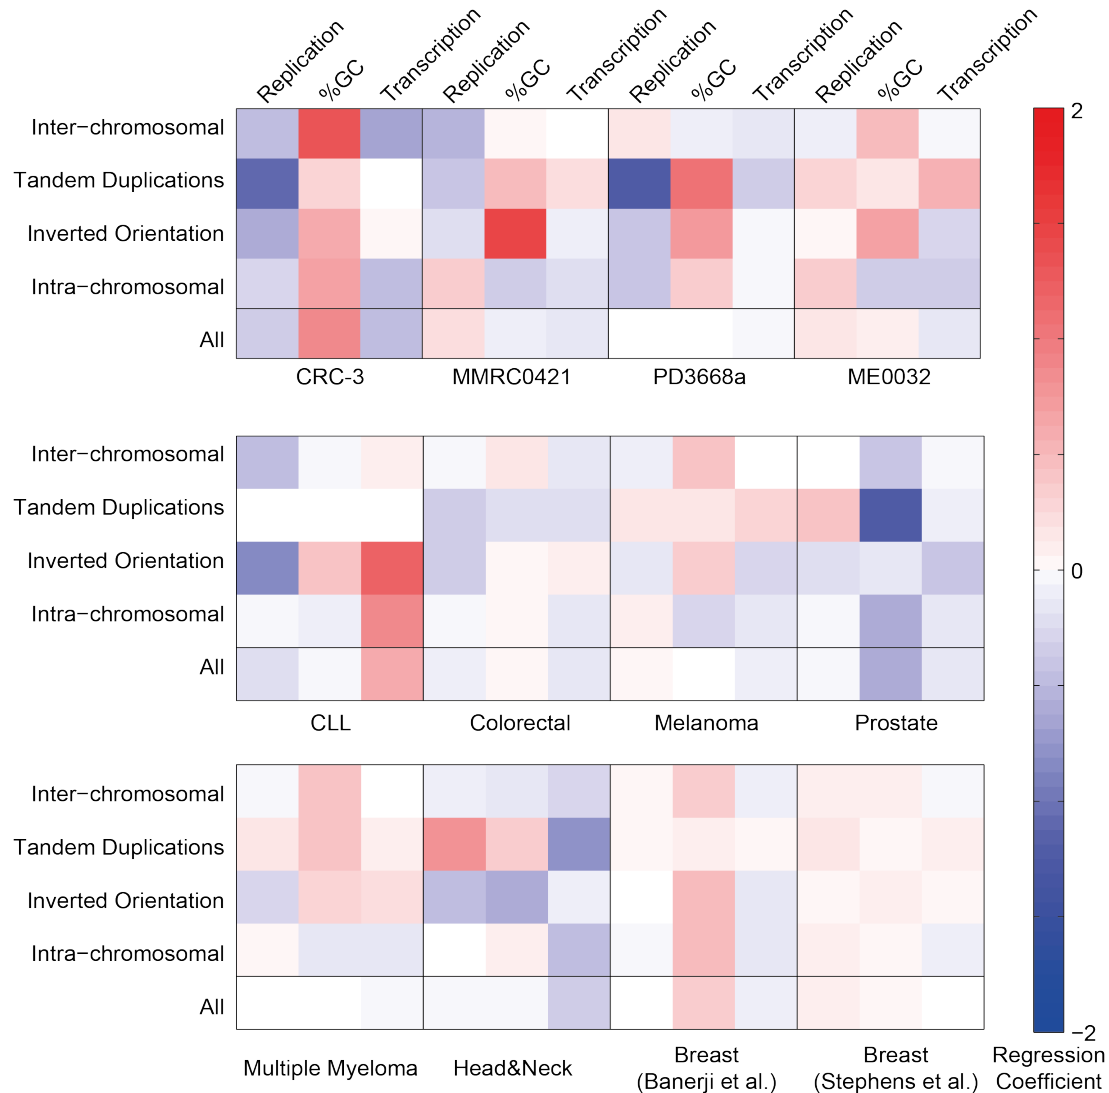 Replication %GC Transcription Replication %GC Transcription Replication %GC Transcription Replication %GC Transcription
Inter−chromosomal
Tandem Duplications
Inverted Orientation
Intra−chromosomal
All
CRC-3 MMRC0421 PD3668a ME0032
Inter−chromosomal
Tandem Duplications
Inverted Orientation
Intra−chromosomal
All
CLL Colorectal Melanoma Prostate
Inter−chromosomal
Tandem Duplications
Inverted Orientation
Intra−chromosomal
All
Multiple Myeloma Head&Neck Breast
(Banerji et al.) Breast
(Stephens et al.)
2
0
−2
Regression
Coefficient